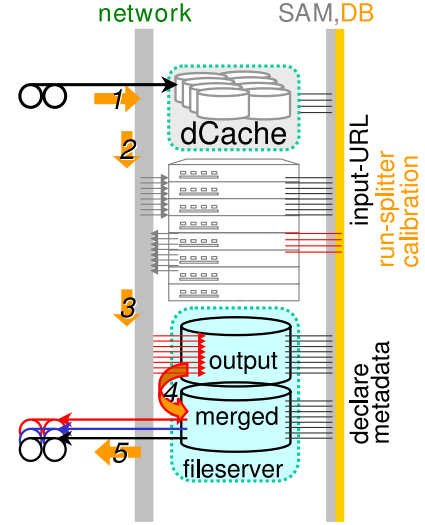 network
SAM,DB
1
dCache
2
input-URL
run-splitter
calibration
3
output
4
merged
declare
metadata
5
fileserver